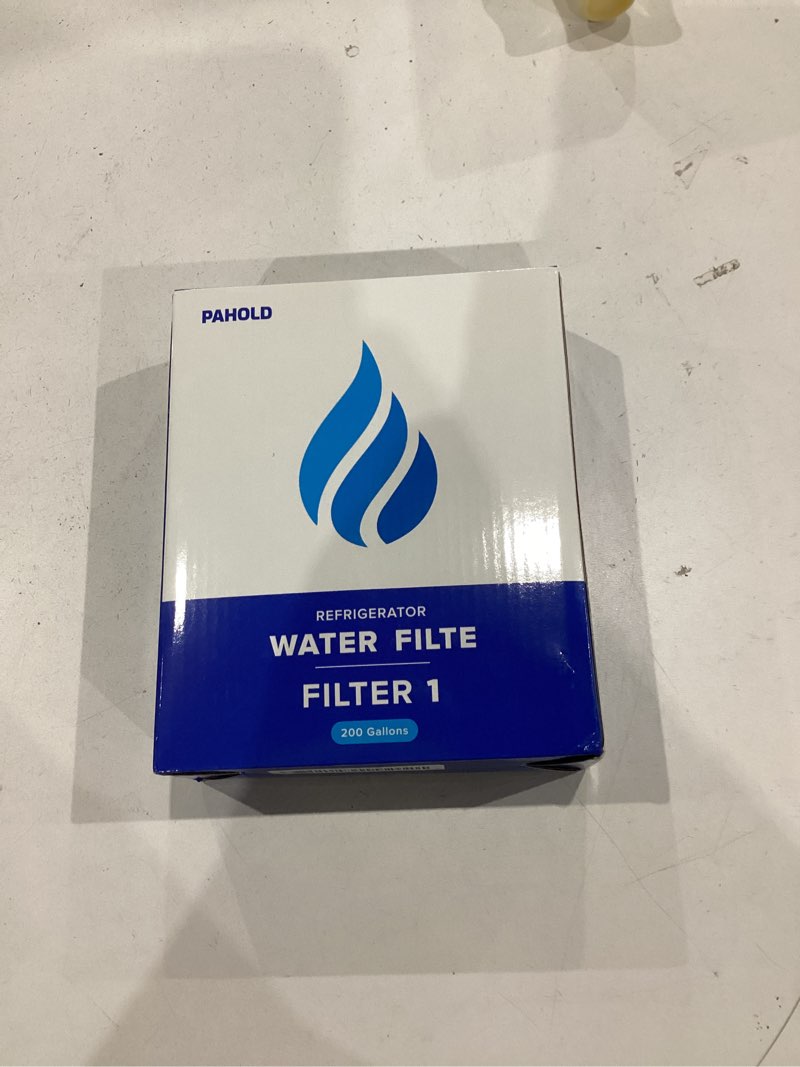 PAHOLD
REFRIGERATOR
WATER FILTE
FILTER 1
200 Gallons